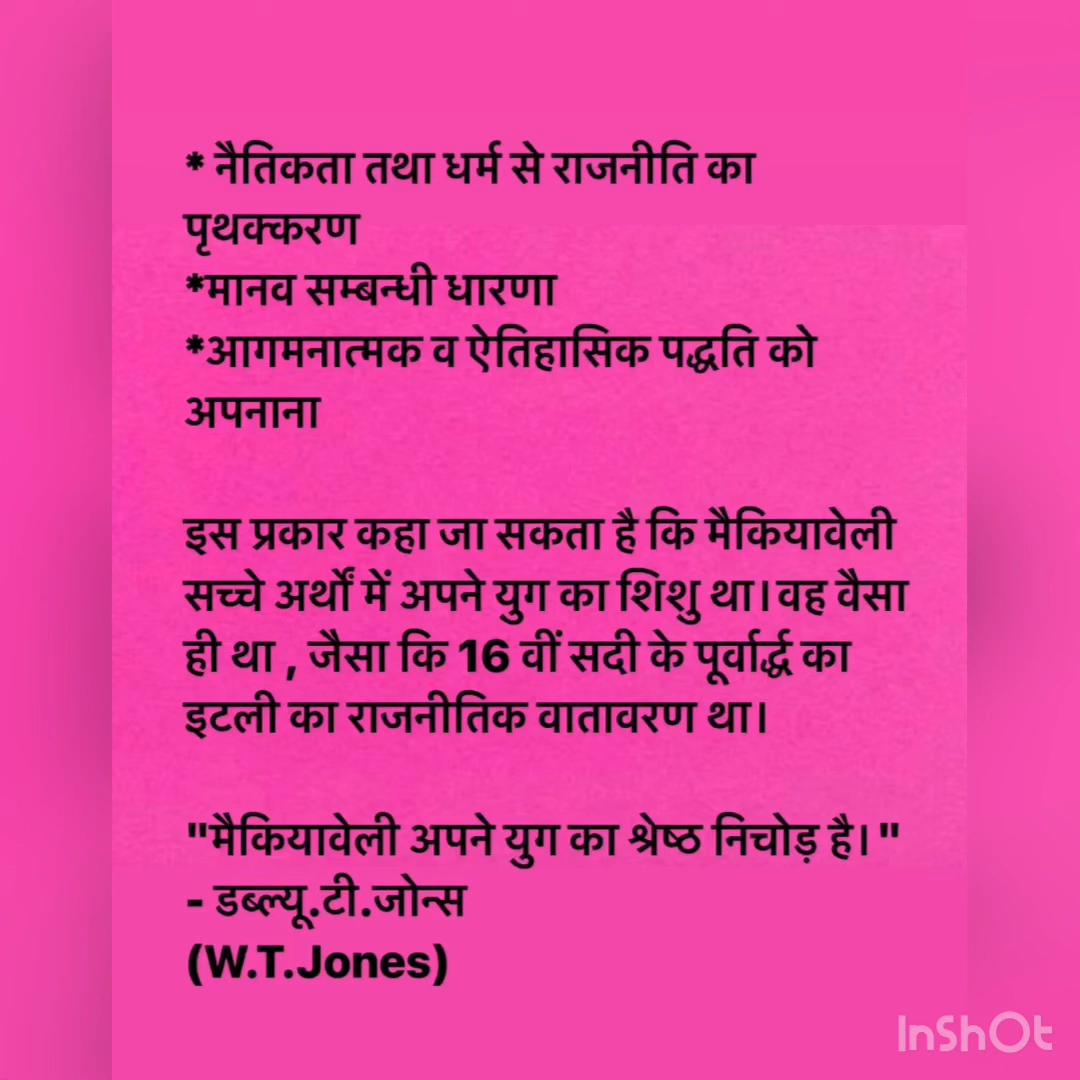 * नैतिकता तथा धर्म से राजनीति का
पृथक्करण
*मानव सम्बन्धी धारणा
*आगमनात्मक व ऐतिहासिक पद्धति को
अपनाना
इस प्रकार कहा जा सकता है कि मैकियावेली
सच्चे अर्थों में अपने युग का शिशु था।वह वैसा
ही था , जैसा कि 16 वीं सदी के पूर्वार्द्ध का
इटली का राजनीतिक वातावरण था।
"मैकियावेली अपने युग का श्रेष्ठ निचोड़ है। "
- डब्ल्यू.टी.जोन्स
(W.T.Jones)
InShOt